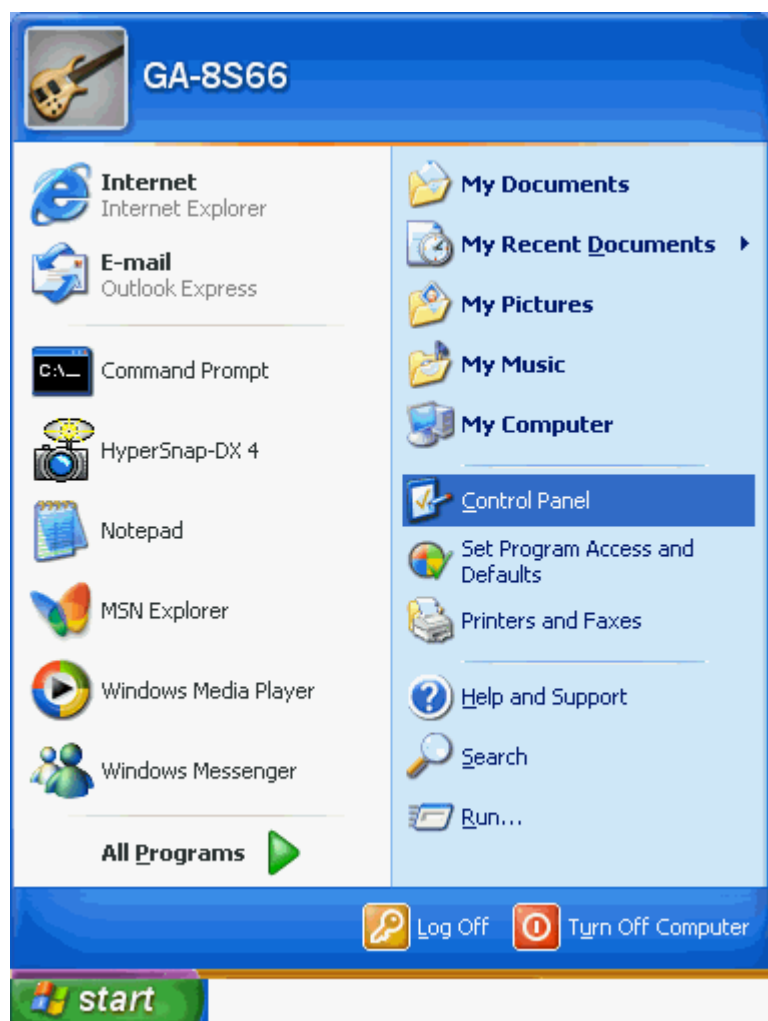 GA-8S66
Internet
Internet Explorer
E-mail
Outlook Express
C:\_
Command Prompt
HyperSnap-DX 4
Notepad
MSN Explorer
Windows Media Player
Windows Messenger
All Programs
My Documents
My Recent Documents
My Pictures
My Music
My Computer
Control Panel
Set Program Access and
Defaults
Printers and Faxes
Help and Support
Search
Run...
Log Off
Turn Off Computer
start